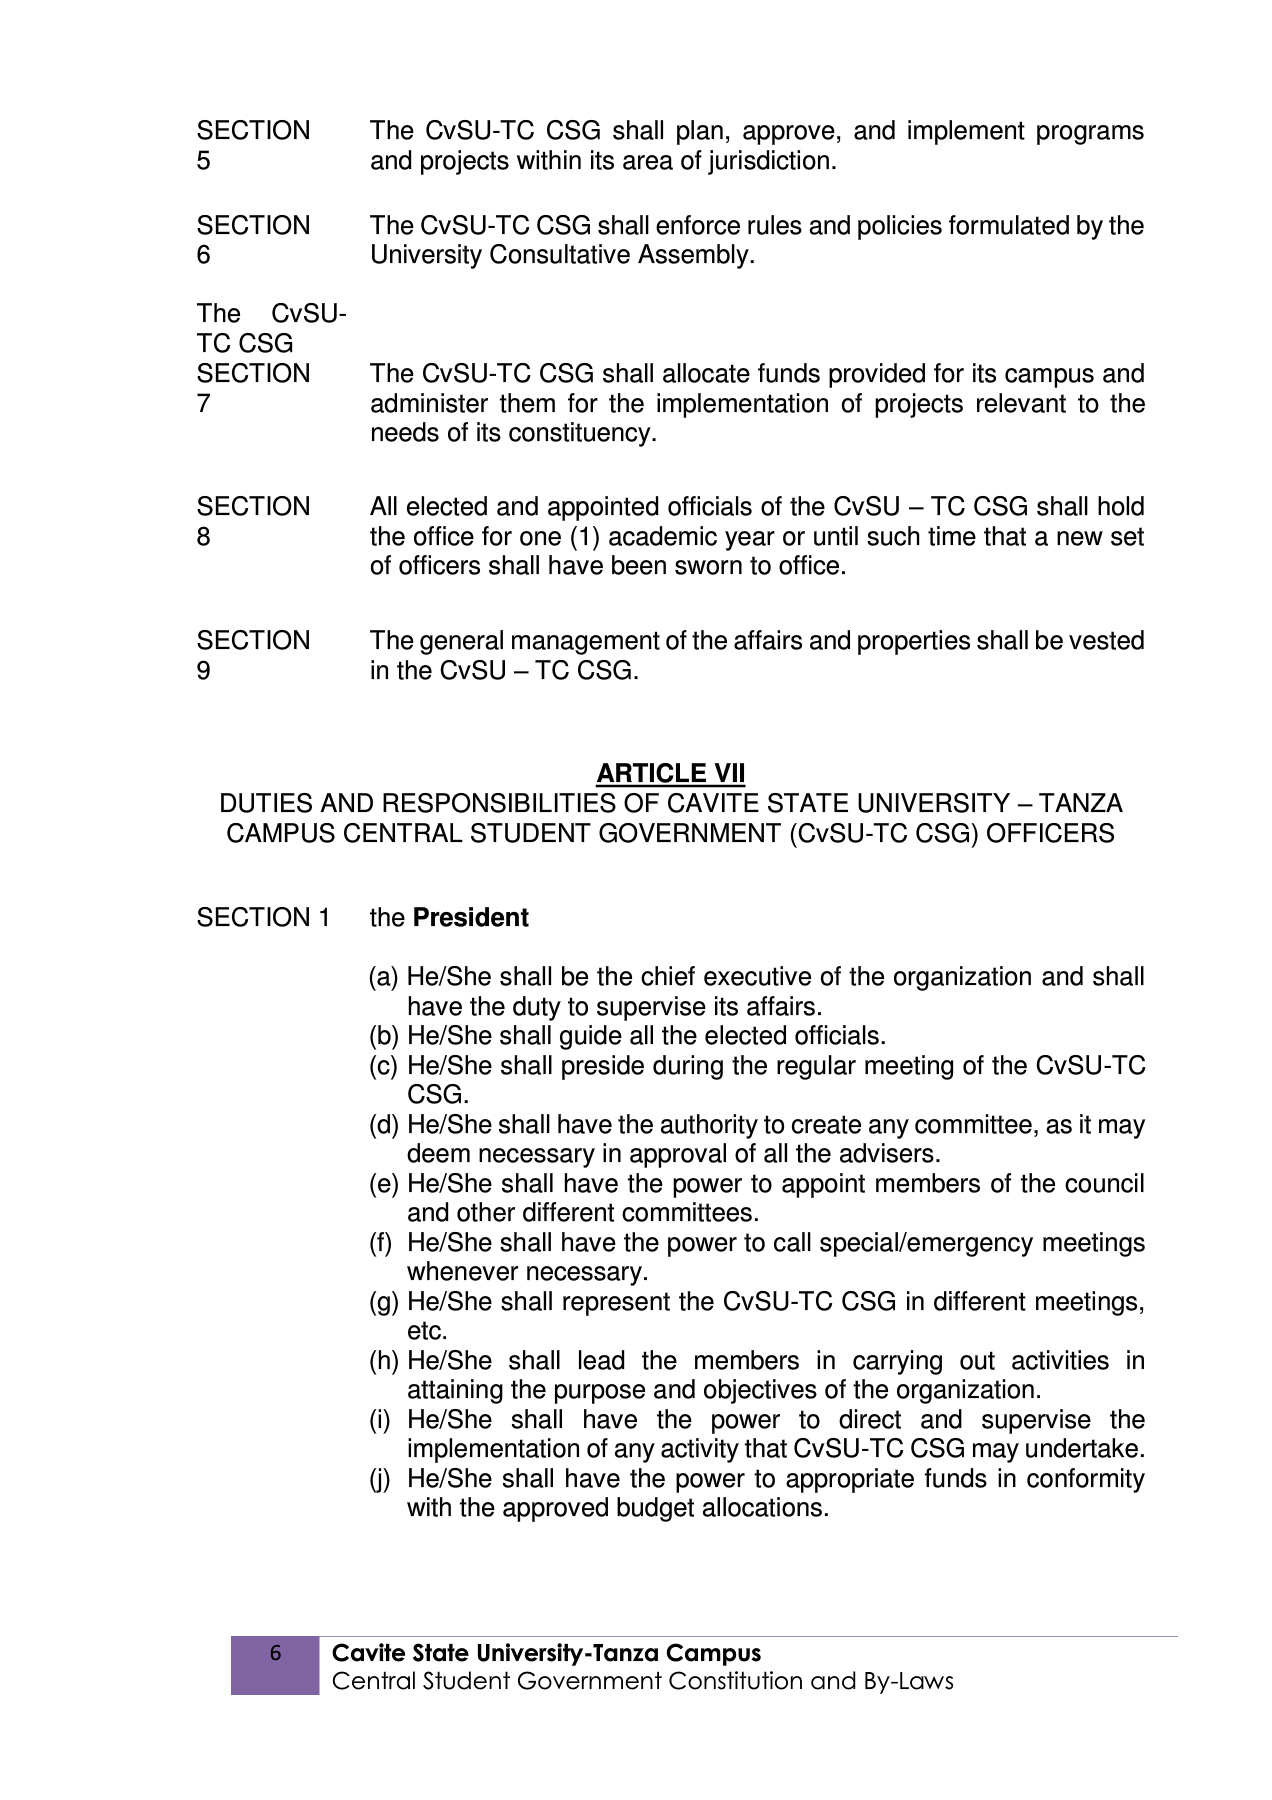 SECTION The CvSU-TC CSG shall plan, approve, and implement programs
5 and projects within its area of jurisdiction.
SECTION The CvSU-TC CSG shall enforce rules and policies formulated by the
6 University Consultative Assembly.
The CvSU-
TC CSG
SECTION The CvSU-TC CSG shall allocate funds provided for its campus and
7 administer them for the implementation of projects relevant to the
needs of its constituency.
SECTION All elected and appointed officials of the CvSU – TC CSG shall hold
8 the office for one (1) academic year or until such time that a new set
of officers shall have been sworn to office.
SECTION The general management of the affairs and properties shall be vested
9 in the CvSU – TC CSG.
ARTICLE VII
DUTIES AND RESPONSIBILITIES OF CAVITE STATE UNIVERSITY – TANZA
CAMPUS CENTRAL STUDENT GOVERNMENT (CvSU-TC CSG) OFFICERS
SECTION 1 the President
(a) He/She shall be the chief executive of the organization and shall
have the duty to supervise its affairs.
(b) He/She shall guide all the elected officials.
(c) He/She shall preside during the regular meeting of the CvSU-TC
CSG.
(d) He/She shall have the authority to create any committee, as it may
deem necessary in approval of all the advisers.
(e) He/She shall have the power to appoint members of the council
and other different committees.
(f) He/She shall have the power to call special/emergency meetings
whenever necessary.
(g) He/She shall represent the CvSU-TC CSG in different meetings,
etc.
(h) He/She shall lead the members in carrying out activities in
attaining the purpose and objectives of the organization.
(i) He/She shall have the power to direct and supervise the
implementation of any activity that CvSU-TC CSG may undertake.
(j) He/She shall have the power to appropriate funds in conformity
with the approved budget allocations.
6 Cavite State University-Tanza Campus
Central Student Government Constitution and By-Laws